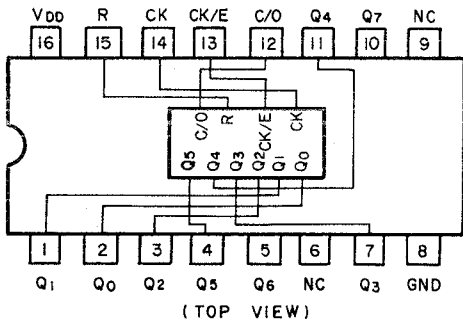 VDD R CK CK/E C/O Q4 Q7 NC
16 15 14 13 12 11 10 9
C/O R CK/E CK
Q5 Q4 Q3 Q2 Q1 Q0
1 2 3 4 5 6 7 8
Q1 Q0 Q2 Q5 Q6 NC Q3 GND
(TOP VIEW)